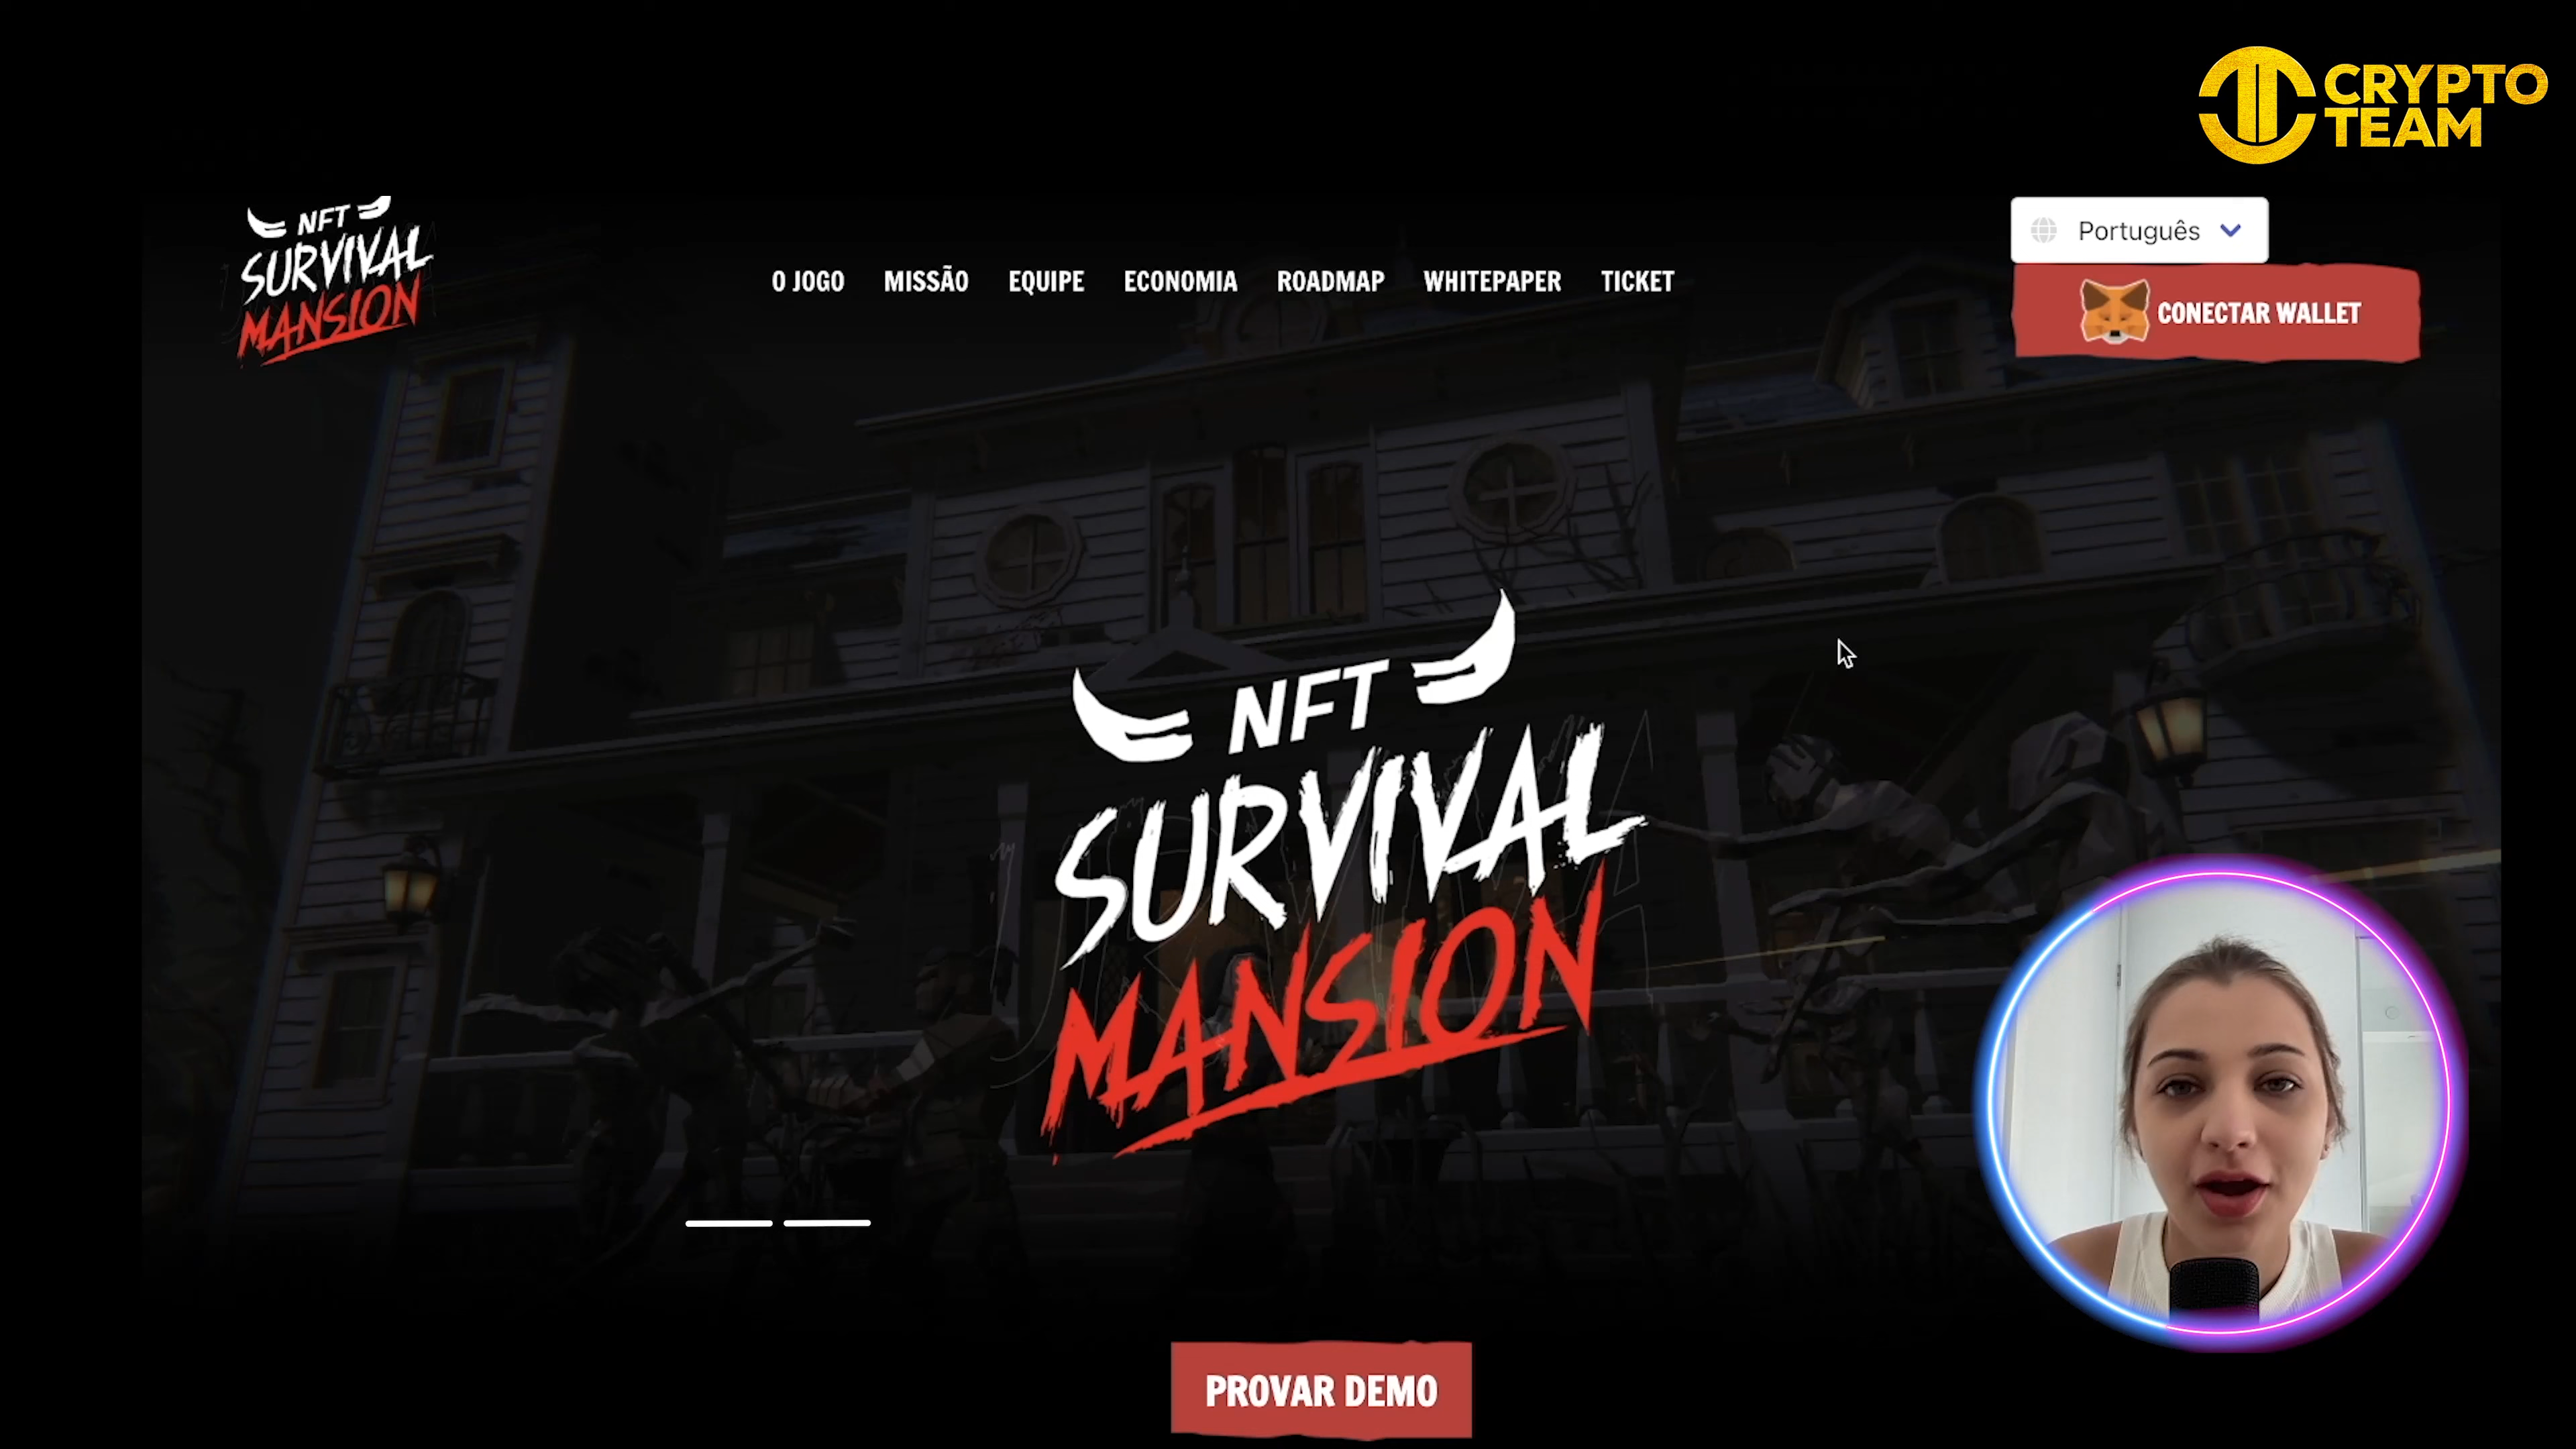 CRYPTO
TEAM
NFT
SURVIVAL
MANSION
O JOGO MISSÃO EQUIPE ECONOMIA ROADMAP WHITEPAPER TICKET
Português
CONECTAR WALLET
NFT
SURVIVAL
MANSION
PROVAR DEMO